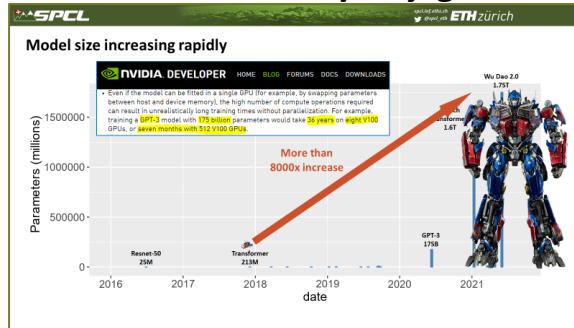 SPCL
spcl.inf.ethz.ch
@spcl_eth
ETH zürich
Model size increasing rapidly
NVIDIA. DEVELOPER HOME BLOG FORUMS DOCS DOWNLOADS
• Even if the model can be fitted in a single GPU (for example, by swapping parameters
between host and device memory), the high number of compute operations required
can result in unrealistically long training times without parallelization. For example,
training a GPT-3 model with 175 billion parameters would take 36 years on eight V100
GPUs, or seven months with 512 V100 GPUs.
Wu Dao 2.0
1.75T
1.6T
More than
8000x increase
Parameters (millions)
1500000
1000000
500000
0
GPT-3
175B
Resnet-50
25M
Transformer
213M
2016 2017 2018 2019 2020 2021
date